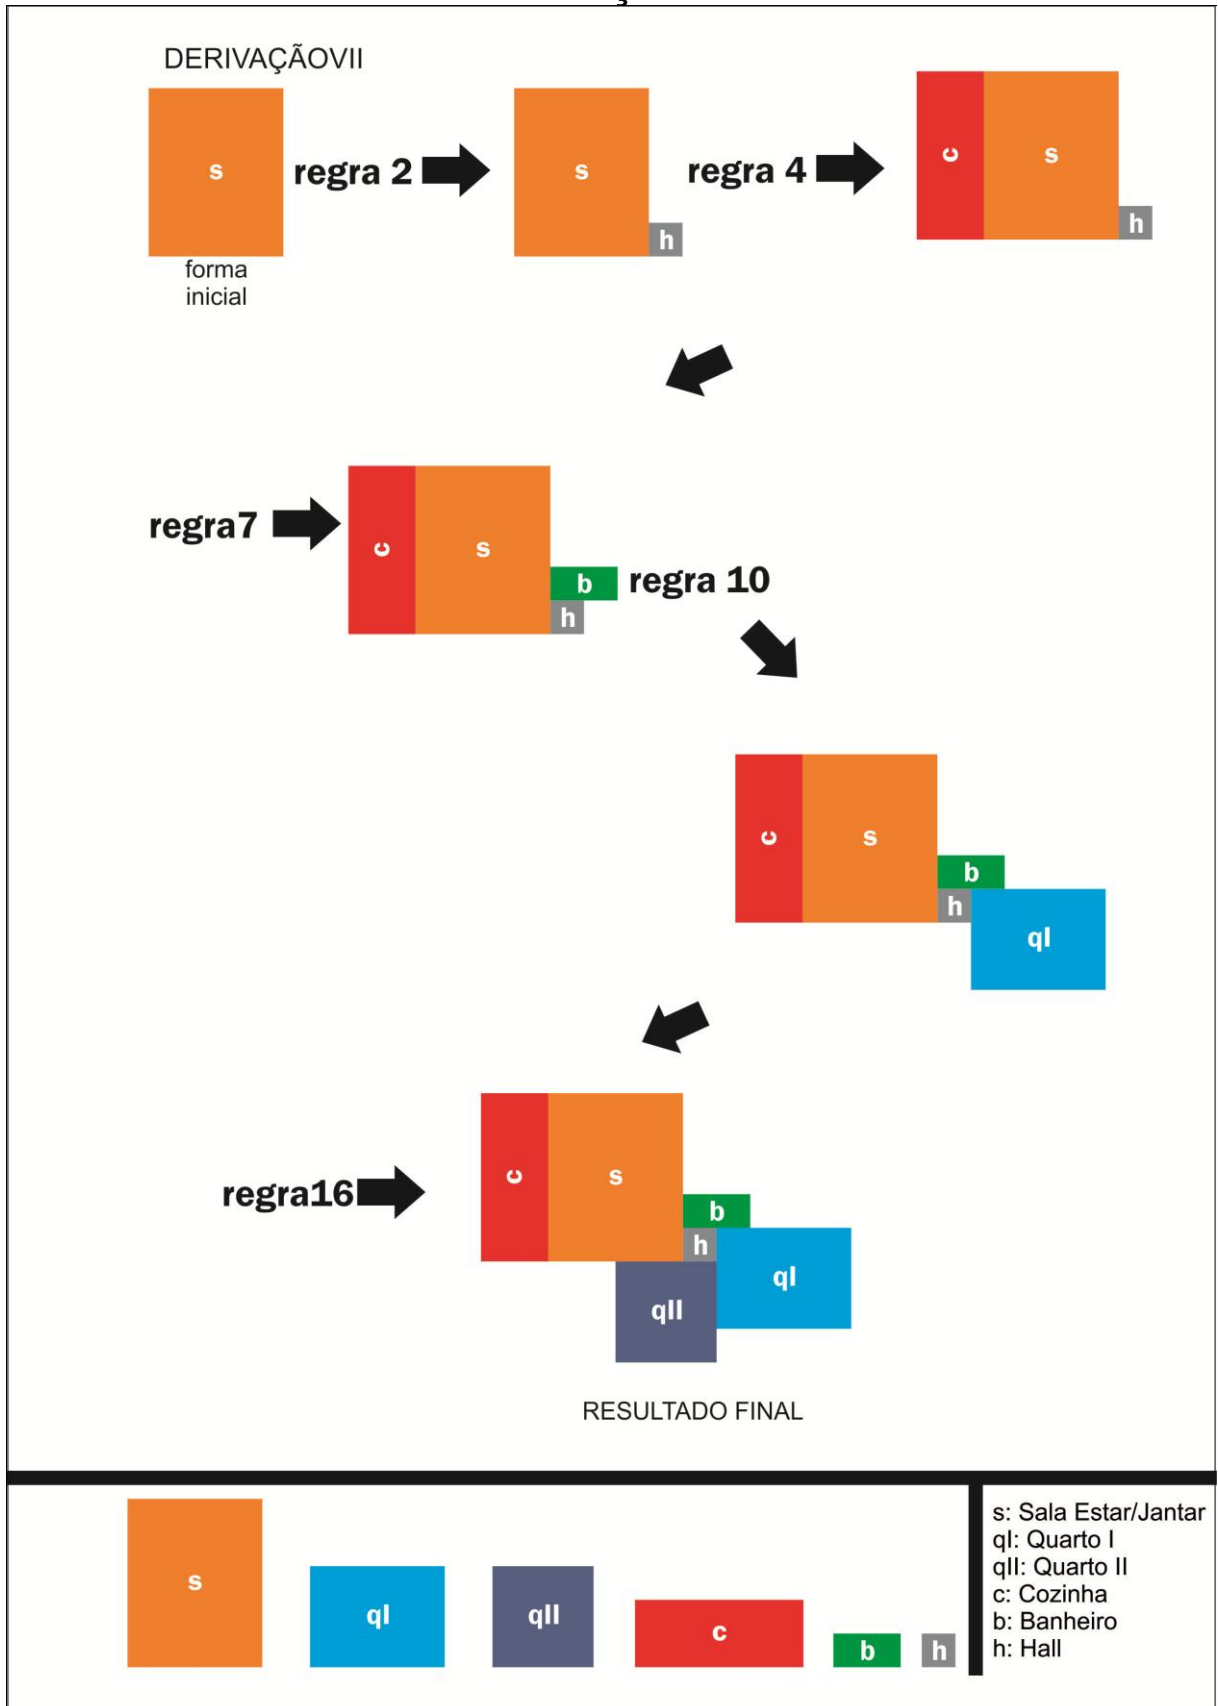 DERIVAÇÃOVII
s
forma
inicial
regra 2
s
h
regra 4
c
s
h
regra7
c
s
b
h
regra 10
c
s
b
h
qI
regra16
c
s
b
h
qI
qII
RESULTADO FINAL
s
qI
qII
c
b
h
s: Sala Estar/Jantar
qI: Quarto I
qII: Quarto II
c: Cozinha
b: Banheiro
h: Hall